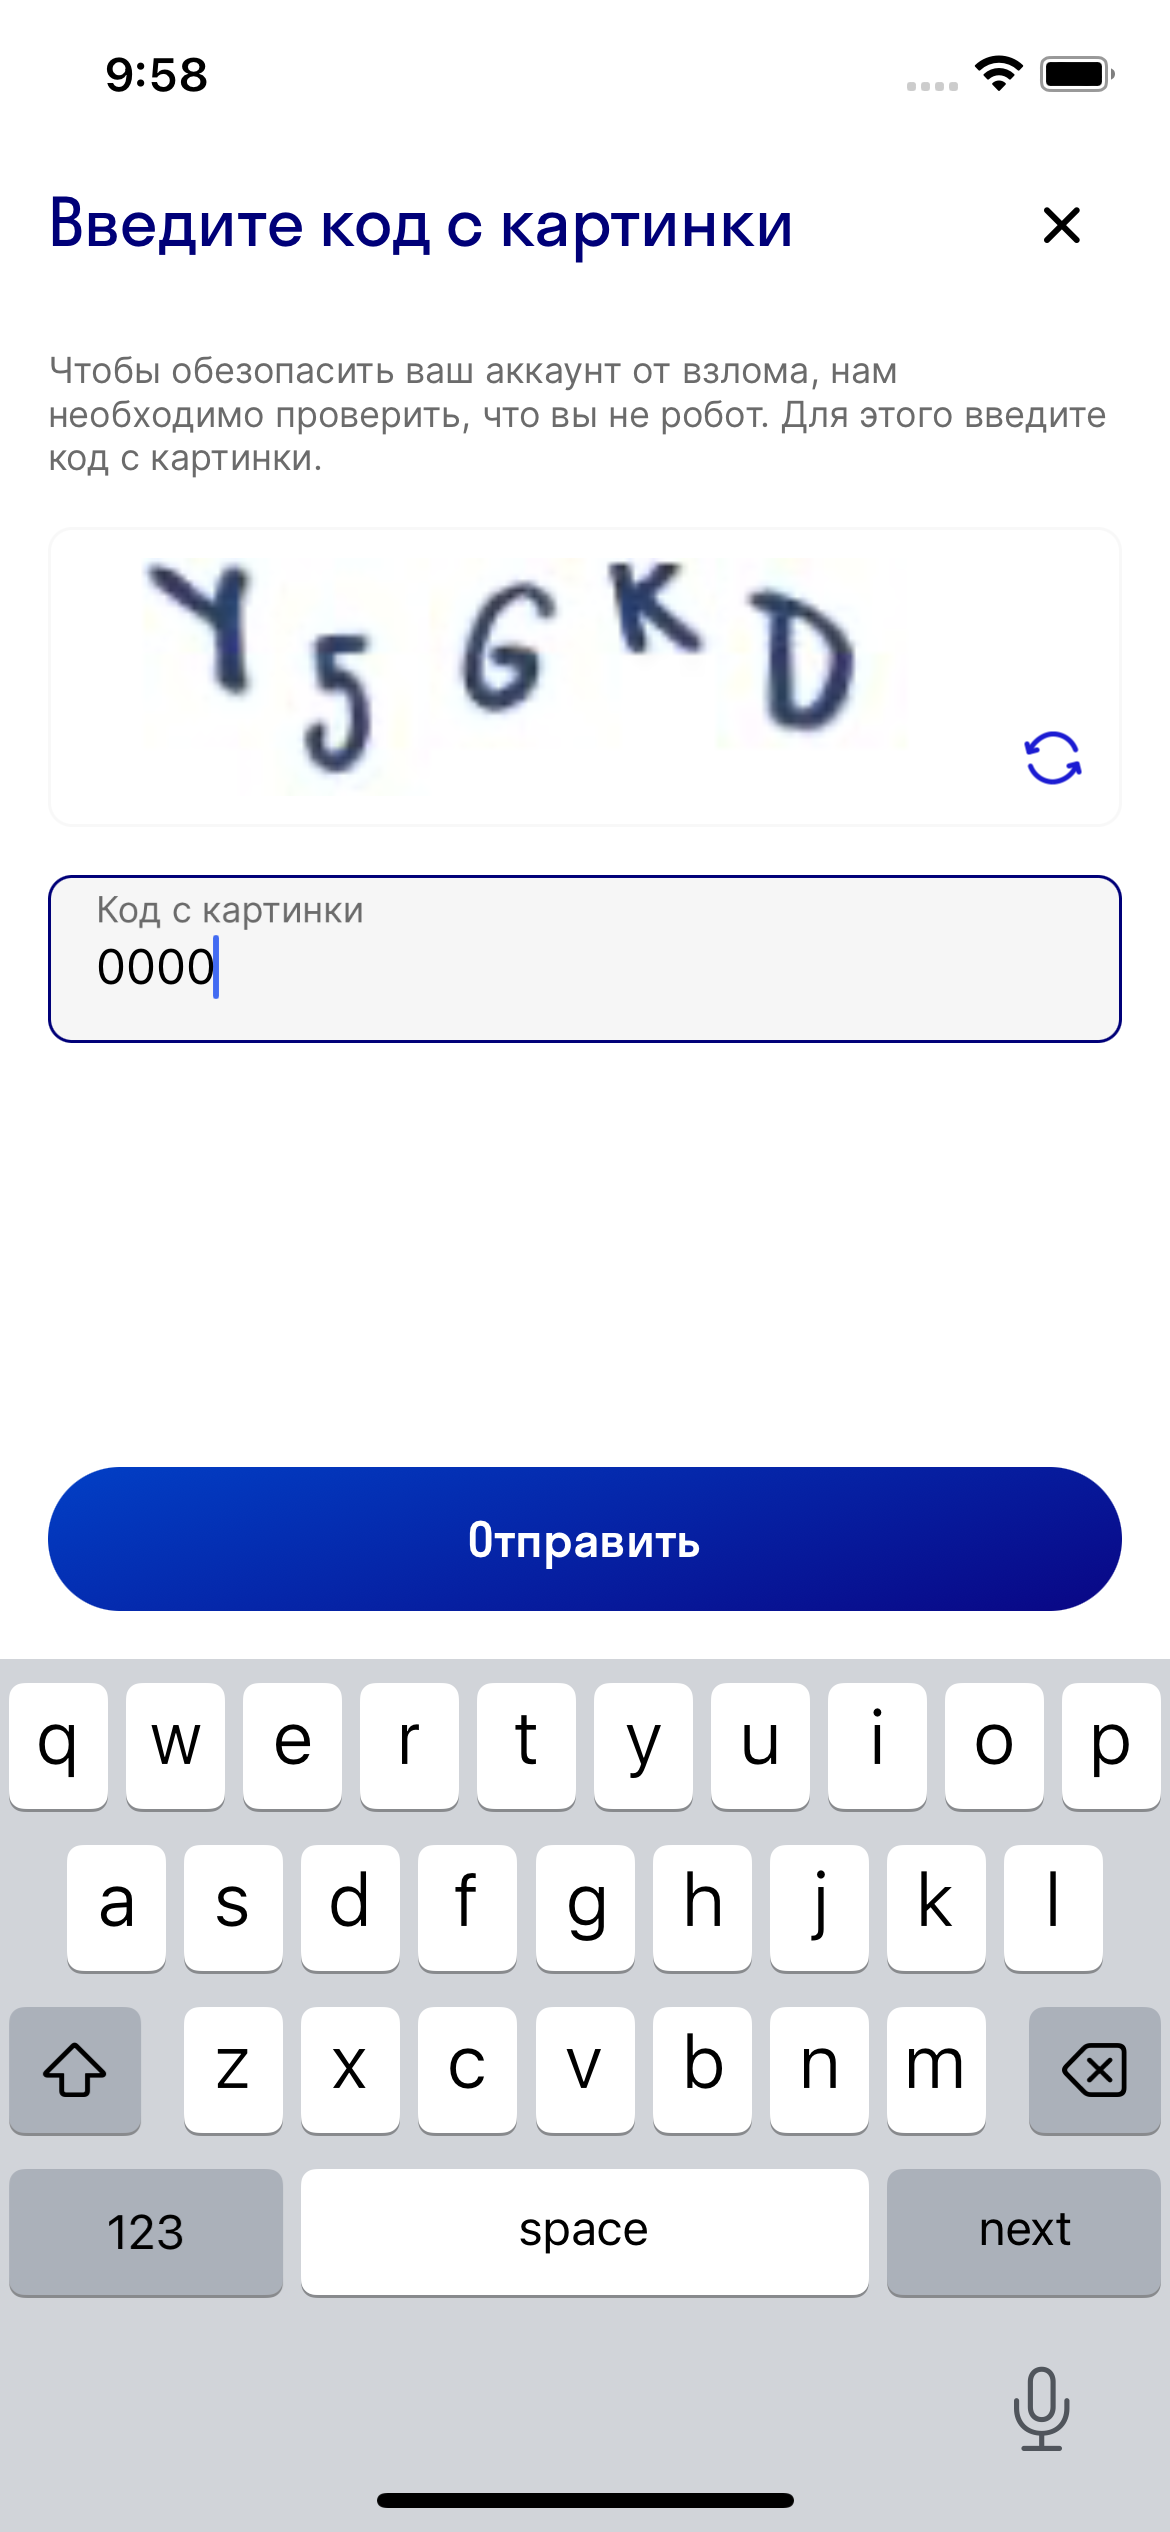 9:58
Введите код с картинки
Чтобы обезопасить ваш аккаунт от взлома, нам
необходимо проверить, что вы не робот. Для этого введите
код с картинки.
Y5GKD
Код с картинки
0000
Отправить
q w e r t y u i o p
a s d f g h j k l
z x c v b n m
123 space next